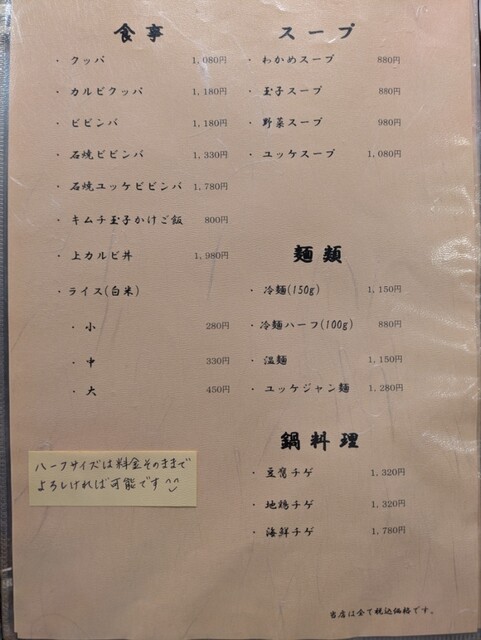 食事
・ クッパ 1,080円
・ カルビクッパ 1,180円
・ ビビンバ 1,180円
・ 石焼ビビンバ 1,330円
・ 石焼ユッケビビンバ 1,780円
・ キムチ玉子かけご飯 800円
・ 上カルビ丼 1,980円
・ ライス(白米)
・ 小 280円
・ 中 330円
・ 大 450円
ハーフサイズは料金そのままで
よろしければ可能です^^
スープ
・ わかめスープ 880円
・ 玉子スープ 880円
・ 野菜スープ 980円
・ ユッケスープ 1,080円
麺類
・ 冷麺(150g) 1,150円
・ 冷麺ハーフ(100g) 880円
・ 温麺 1,150円
・ ユッケジャン麺 1,280円
鍋料理
・ 豆腐チゲ 1,320円
・ 地鶏チゲ 1,320円
・ 海鮮チゲ 1,780円
当店は全て税込価格です。